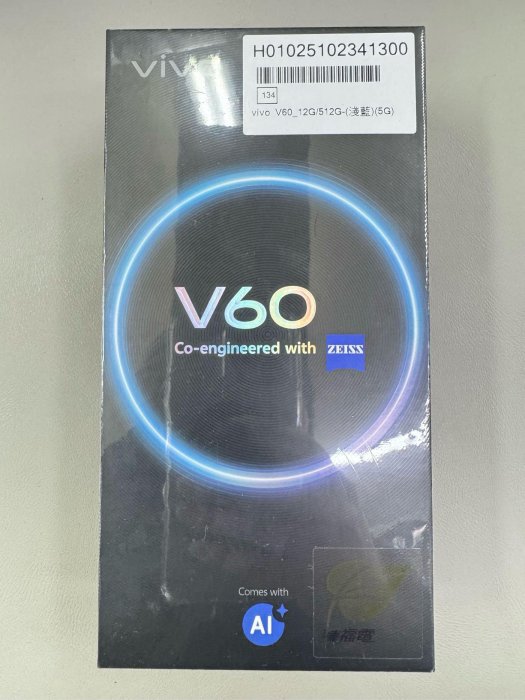 vivo
H01025102341300
134
vivo V60_12G/512G-(淺藍)(5G)
V60
Co-engineered with ZEISS
Comes with
AI